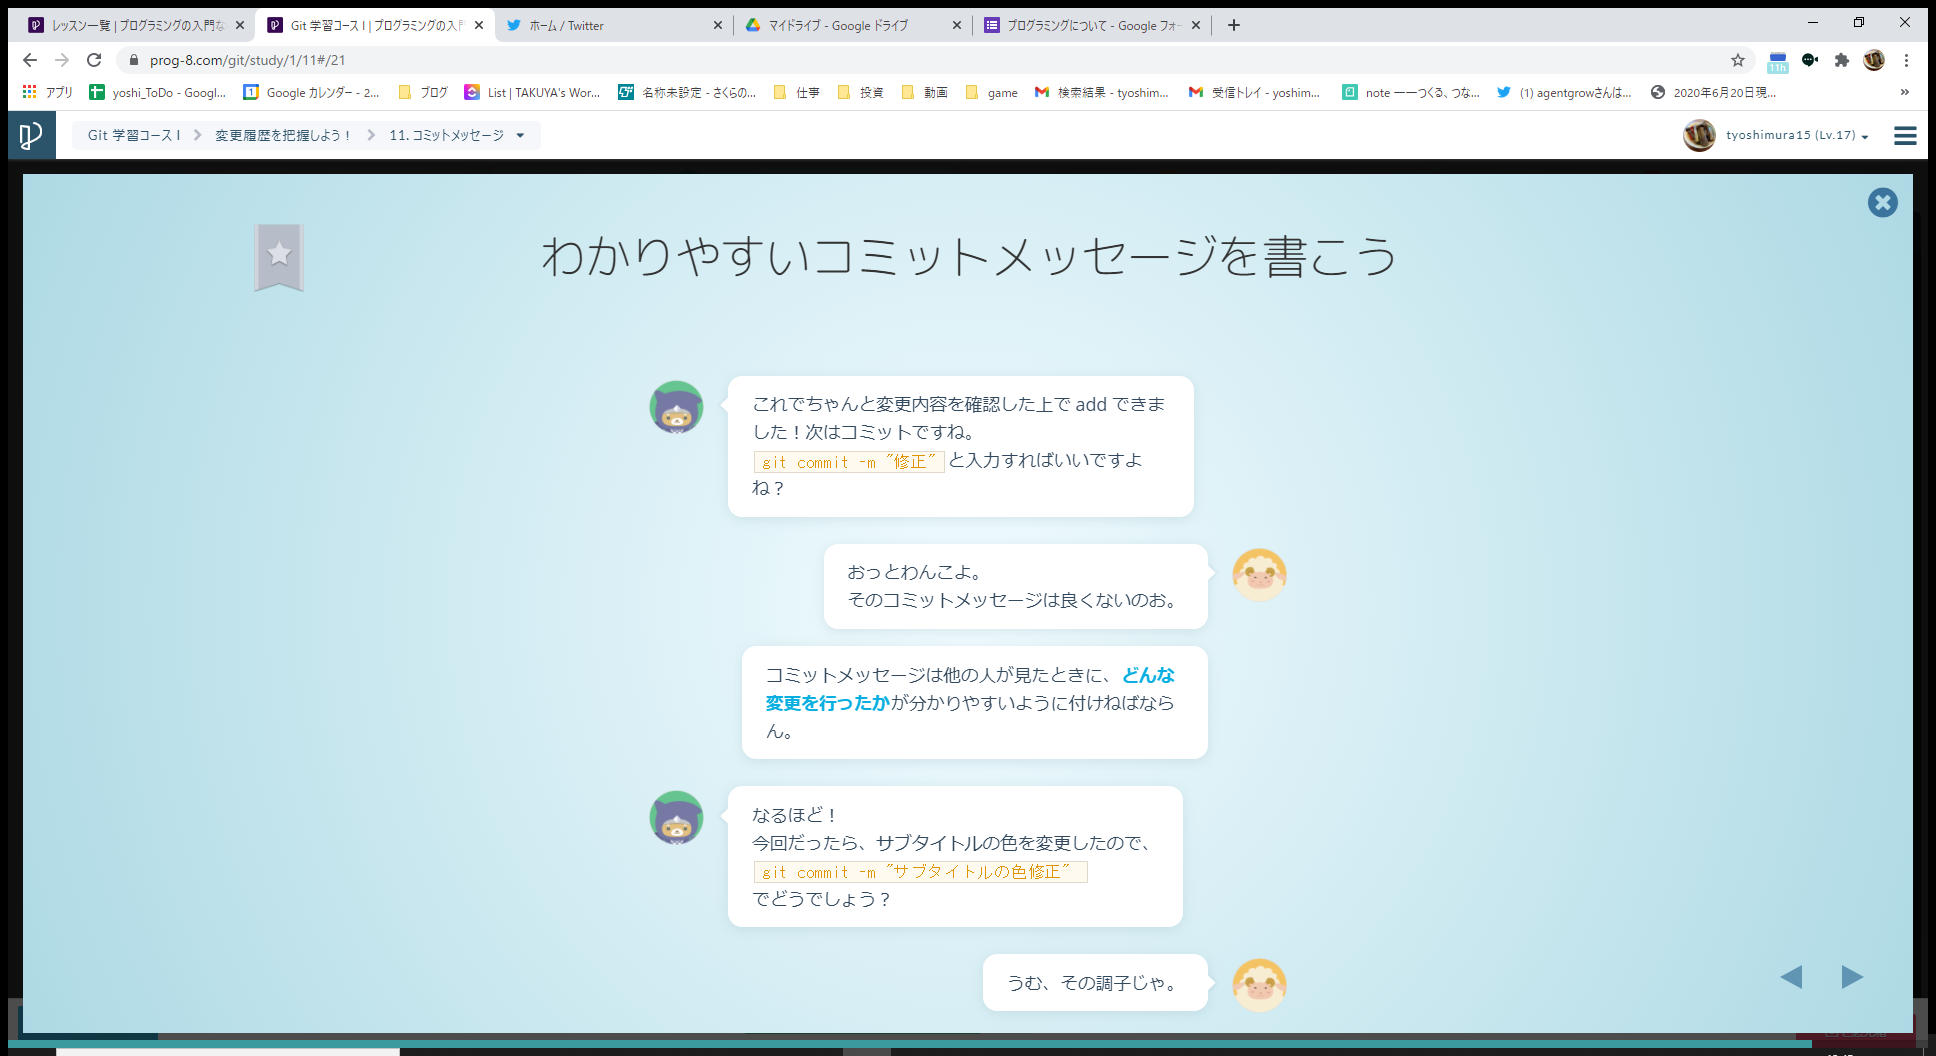 レッスン一覧 | プログラミングの入門な
Git 学習コース I | プログラミングの入門
ホーム / Twitter
マイドライブ - Google ドライブ
プログラミングについて - Google フォー
prog-8.com/git/study/1/11#/21
11h
アプリ
yoshi_ToDo - Googl...
Google カレンダー - 2...
ブログ
List | TAKUYA's Wor...
名称未設定 - さくらの...
仕事
投資
動画
game
検索結果 - tyoshim...
受信トレイ - yoshim...
note ーーつくる、つな...
(1) agentgrowさんは...
2020年6月20日現...
»
Git 学習コース I
変更履歴を把握しよう！
11. コミットメッセージ
tyoshimura15 (Lv.17)
わかりやすいコミットメッセージを書こう
これでちゃんと変更内容を確認した上で add できま
した！次はコミットですね。
git commit -m "修正" と入力すればいいですよ
ね？
おっとわんこよ。
そのコミットメッセージは良くないのお。
コミットメッセージは他の人が見たときに、どんな
変更を行ったかが分かりやすいように付けねばなら
ん。
なるほど！
今回だったら、サブタイトルの色を変更したので、
git commit -m "サブタイトルの色修正"
でどうでしょう？
うむ、その調子じゃ。